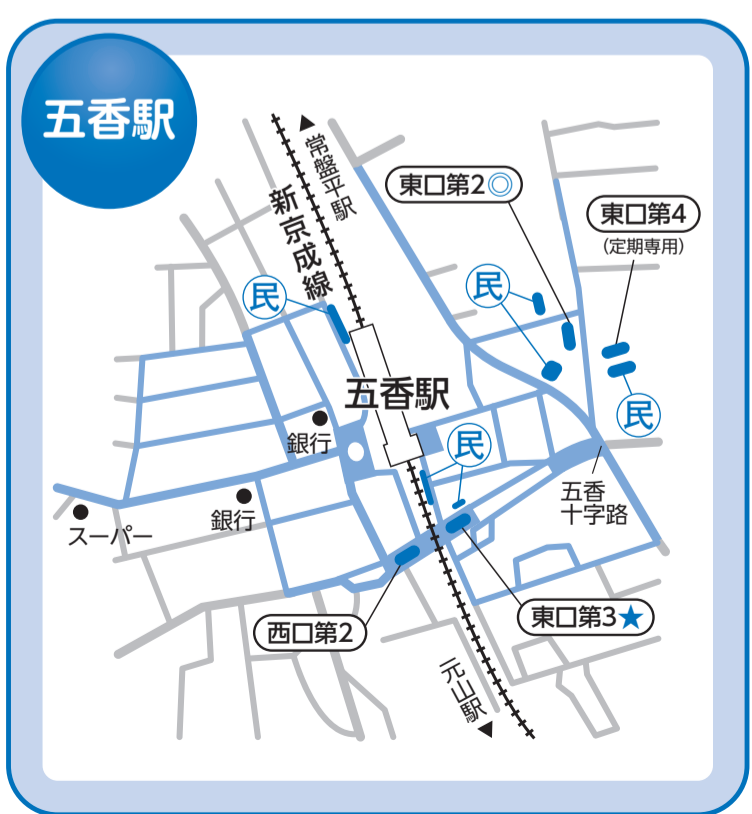 五香駅
常盤平駅
新京成線
東口第2◎
東口第4
(定期専用)
民
民
民
五香駅
銀行
民
五香
十字路
スーパー
銀行
西口第2
東口第3★
元山駅